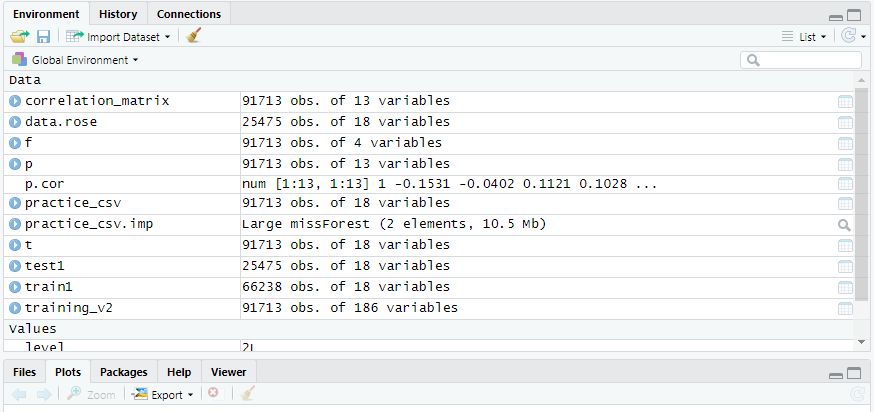 Environment History Connections
Import Dataset List
Global Environment
Data
correlation_matrix 91713 obs. of 13 variables
data.rose 25475 obs. of 18 variables
f 91713 obs. of 4 variables
p 91713 obs. of 13 variables
p.cor num [1:13, 1:13] 1 -0.1531 -0.0402 0.1121 0.1028 ...
practice_csv 91713 obs. of 18 variables
practice_csv.imp Large missForest (2 elements, 10.5 Mb)
t 91713 obs. of 18 variables
test1 25475 obs. of 18 variables
train1 66238 obs. of 18 variables
training_v2 91713 obs. of 186 variables
Values
level 2L
Files Plots Packages Help Viewer
Zoom Export